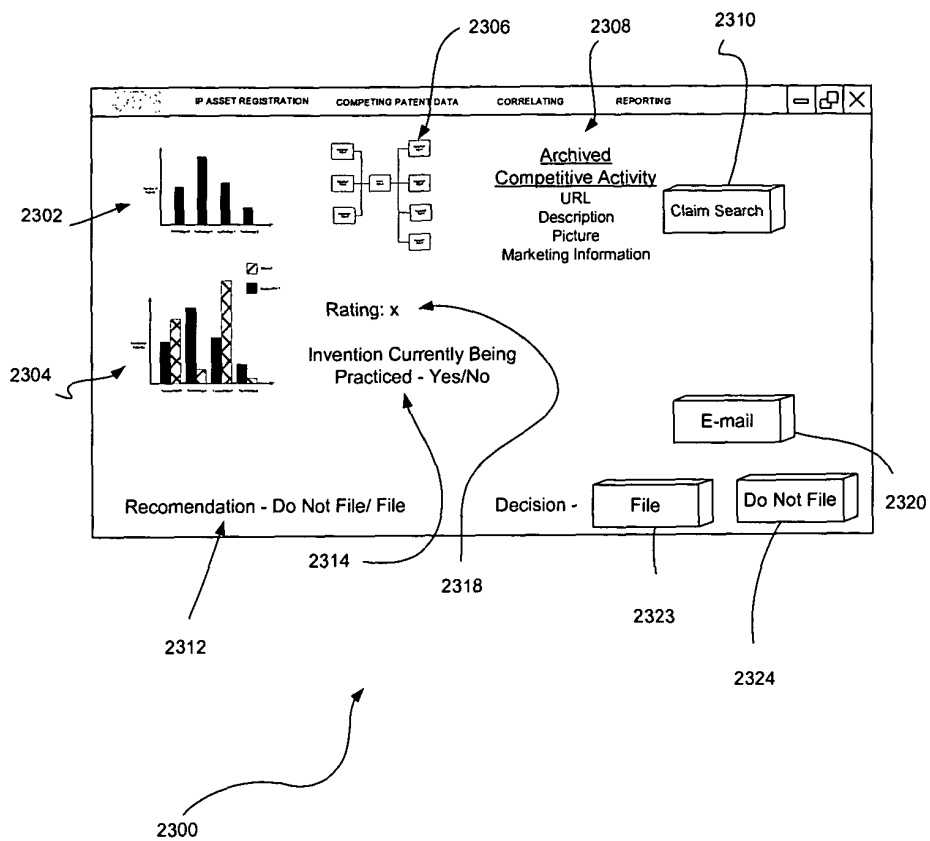 2310
2306
2308
IP ASSET REGISTRATION
COMPETING PATENT DATA
CORRELATING
REPORTING
Archived
Competitive Activity
URL
Description
Picture
Marketing Information
Claim Search
2302
Rating: x
Invention Currently Being
Practiced - Yes/No
2304
E-mail
Recomendation - Do Not File/ File
Decision -
File
Do Not File
2320
2314
2318
2323
2312
2324
2300